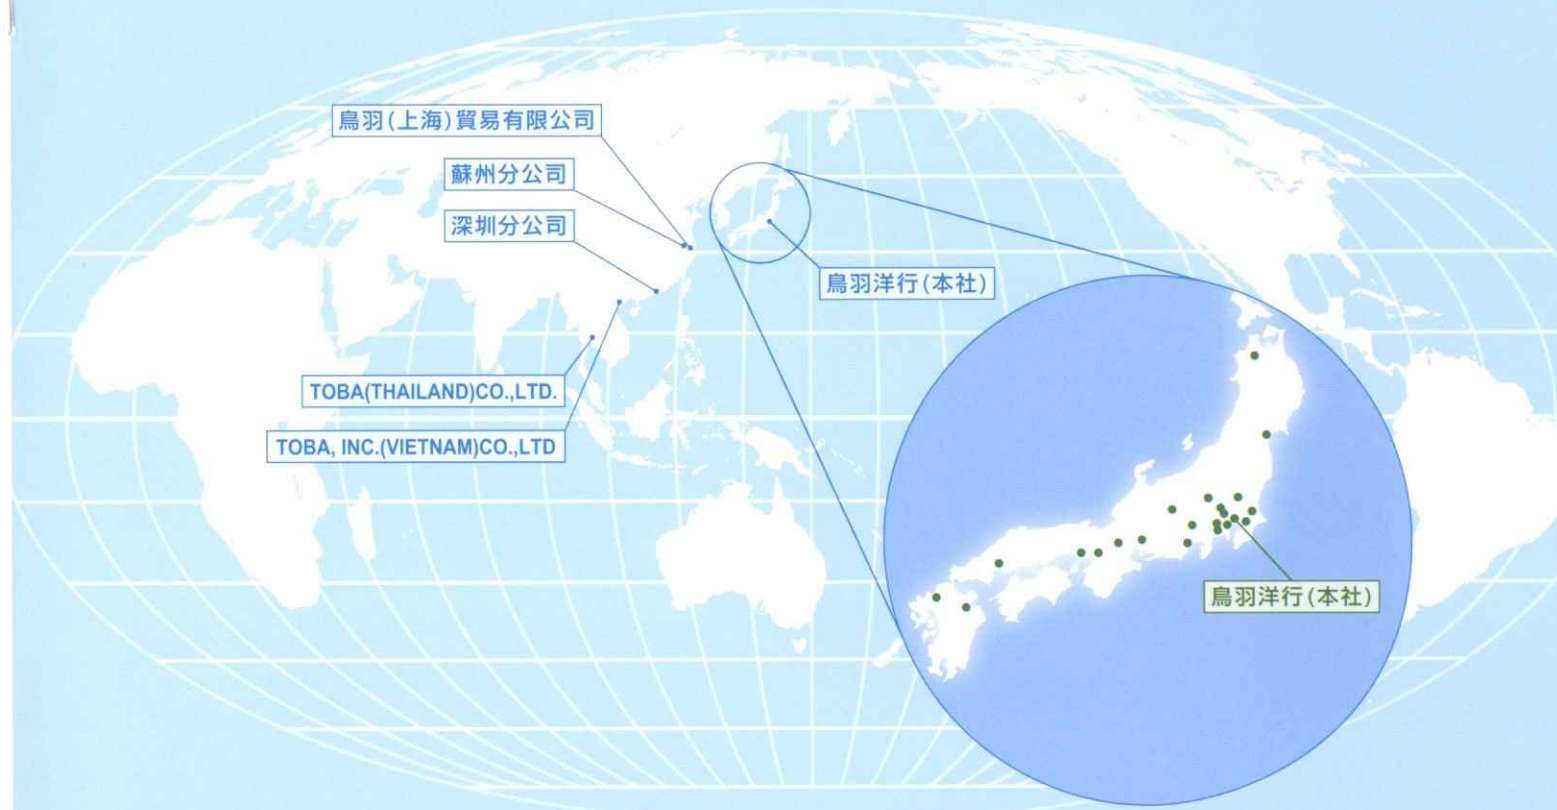 鳥羽(上海)貿易有限公司
蘇州分公司
深圳分公司
鳥羽洋行(本社)
TOBA(THAILAND)CO.,LTD.
TOBA, INC.(VIETNAM)CO.,LTD
鳥羽洋行(本社)